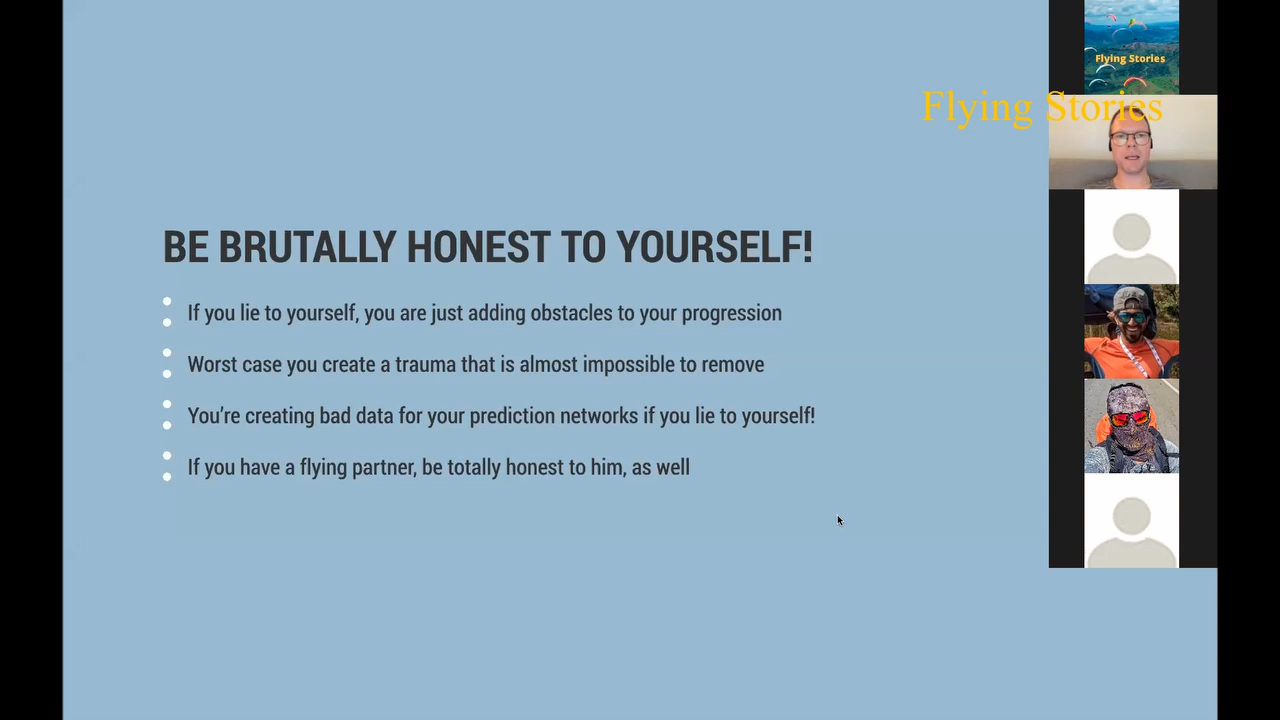 Flying Stories
Flying Stories
BE BRUTALLY HONEST TO YOURSELF!
If you lie to yourself, you are just adding obstacles to your progression
Worst case you create a trauma that is almost impossible to remove
You’re creating bad data for your prediction networks if you lie to yourself!
If you have a flying partner, be totally honest to him, as well